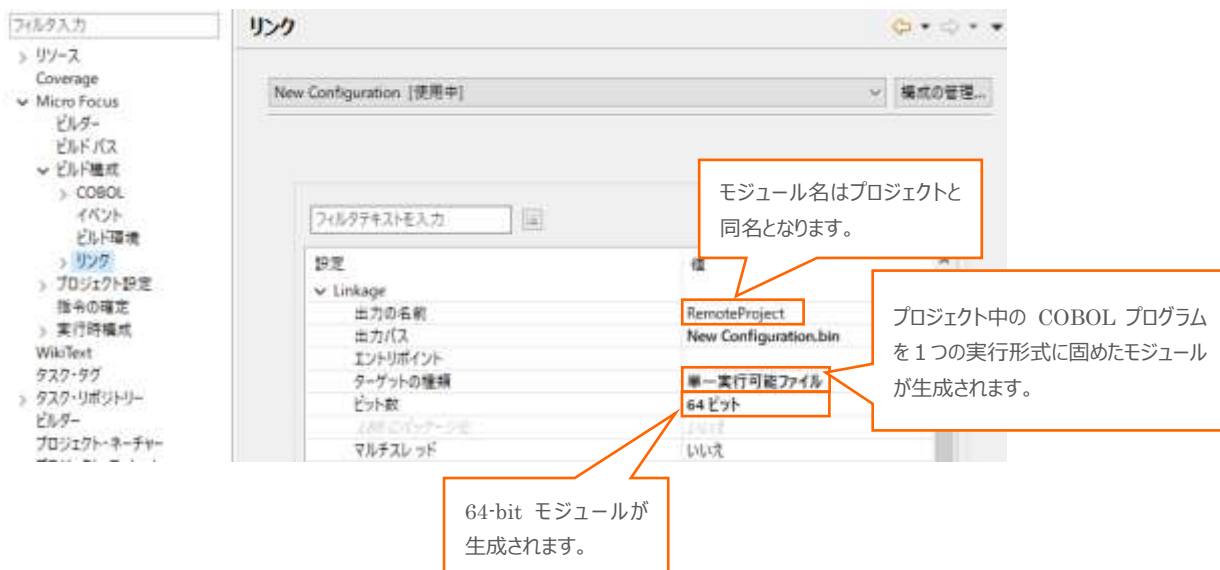 フィルタ入力
リソース
Coverage
Micro Focus
ビルダー
ビルド パス
ビルド構成
COBOL
イベント
ビルド環境
リンク
プロジェクト設定
指令の確定
実行時構成
WikiText
タスク・タグ
タスク・リポジトリー
ビルダー
プロジェクト・ネーチャー
リンク
New Configuration [使用中]
構成の管理...
フィルタテキストを入力
設定 値
Linkage
出力の名前 RemoteProject
出力パス New Configuration.bin
エントリポイント
ターゲットの種類 単一実行可能ファイル
ビット数 64 ビット
いいえ
マルチスレッド いいえ
モジュール名はプロジェクトと
同名となります。
プロジェクト中の COBOL プログラム
を１つの実行形式に固めたモジュール
が生成されます。
64-bit モジュールが
生成されます。